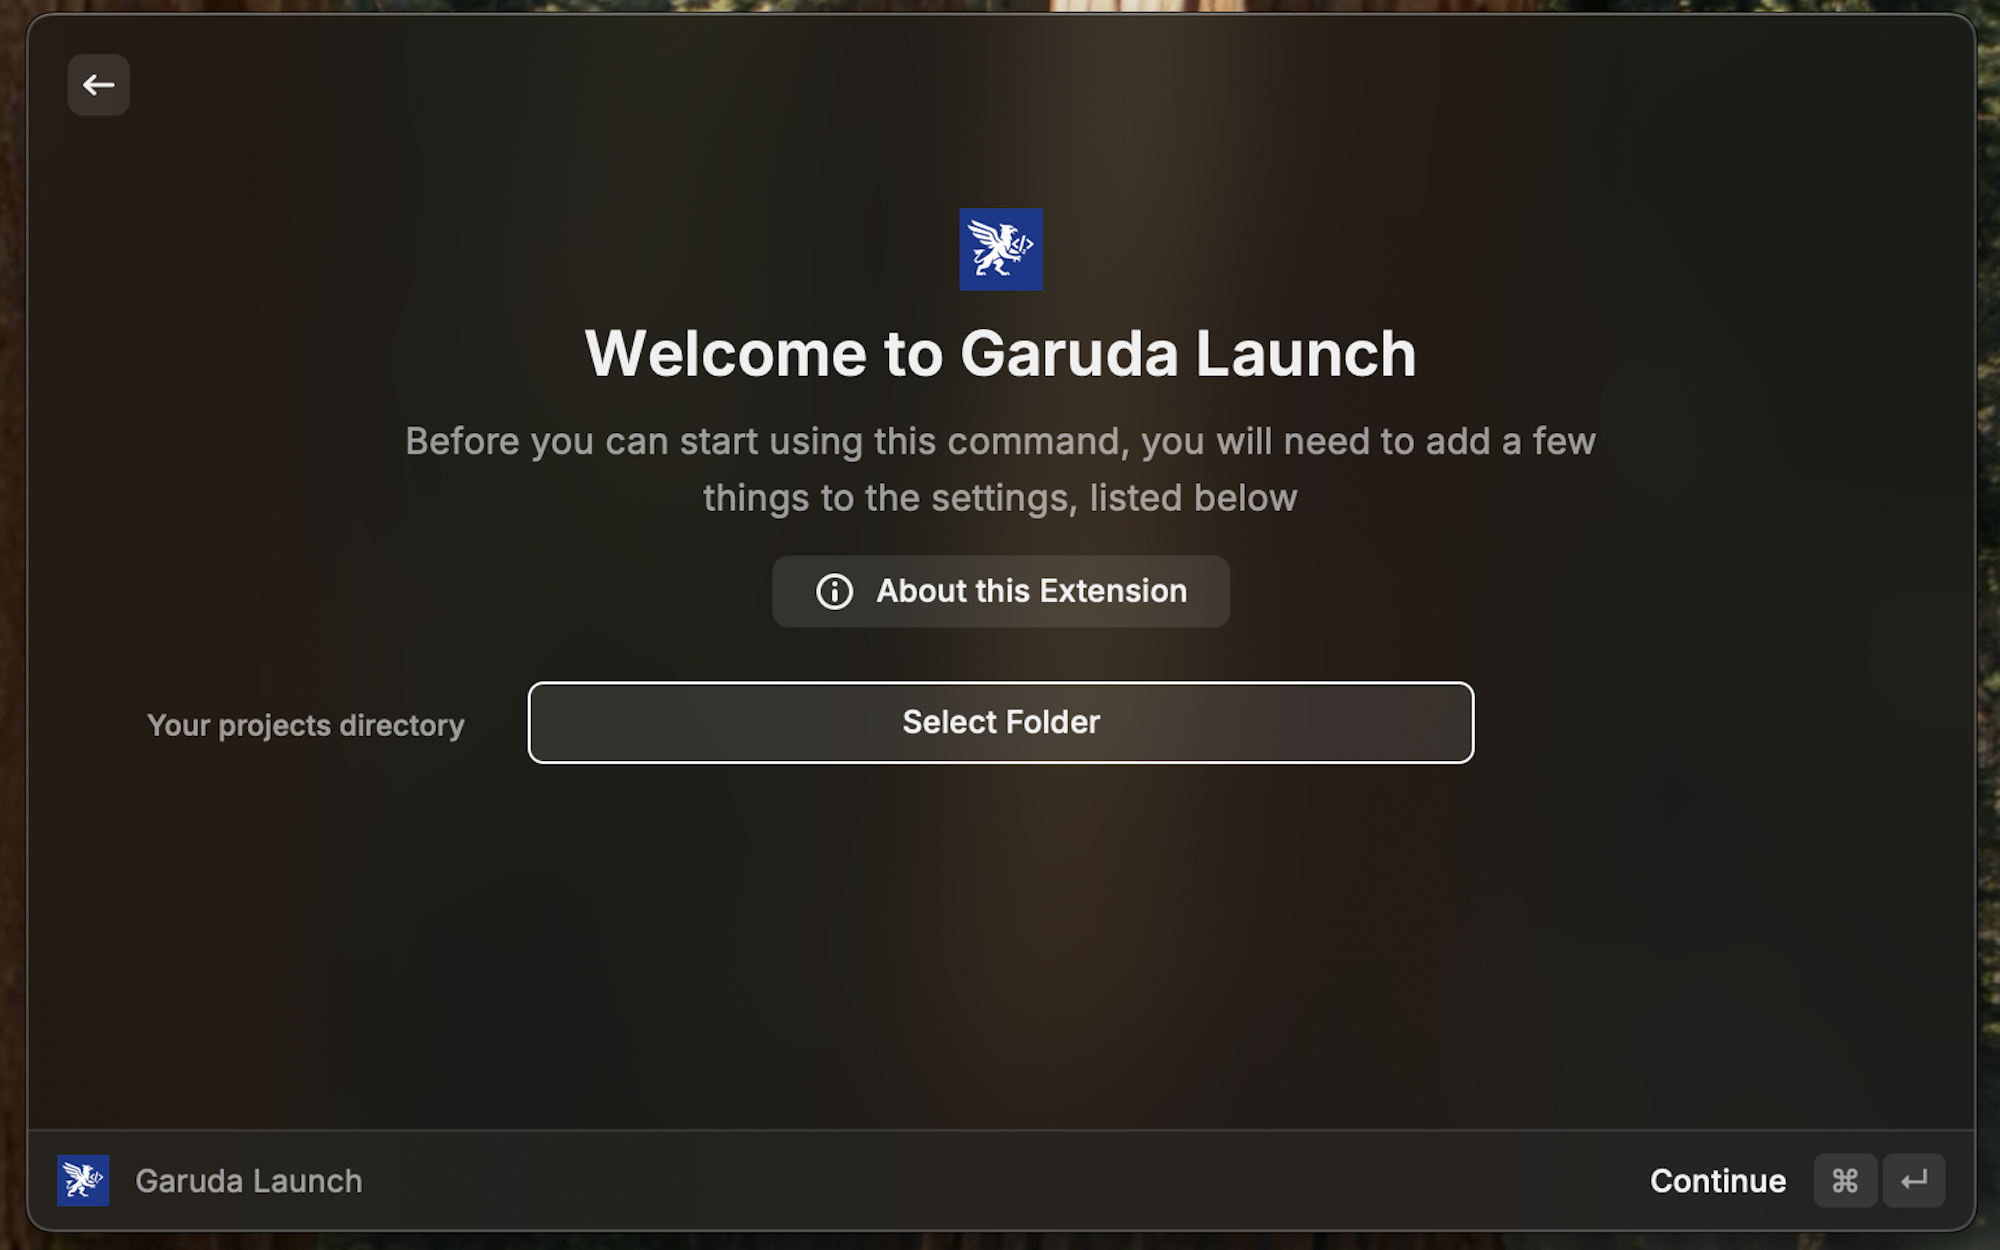 Welcome to Garuda Launch
Before you can start using this command, you will need to add a few
things to the settings, listed below
About this Extension
Your projects directory
Select Folder
Garuda Launch
Continue ⌘ ↵